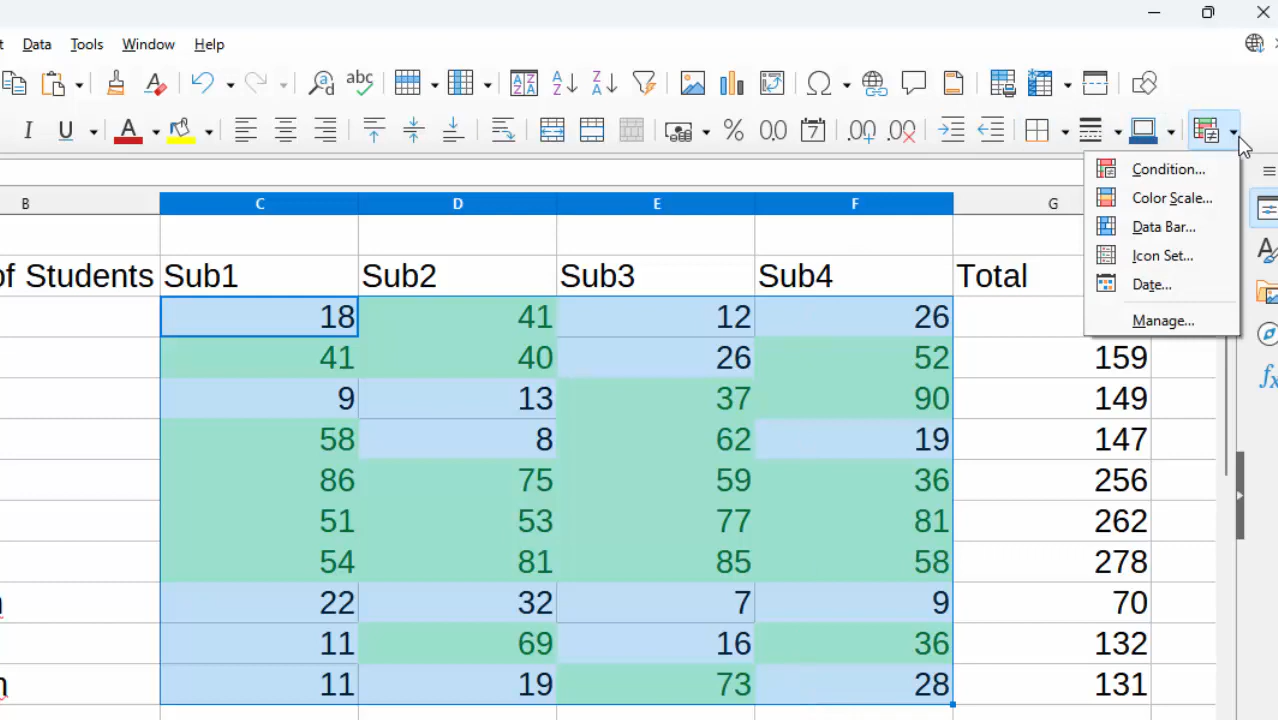 t Data Tools Window Help
Condition...
Color Scale...
Data Bar...
Icon Set...
Date...
Manage...
B C D E F G
of Students Sub1 Sub2 Sub3 Sub4 Total
18 41 12 26
41 40 26 52 159
9 13 37 90 149
58 8 62 19 147
86 75 59 36 256
51 53 77 81 262
54 81 85 58 278
22 32 7 9 70
11 69 16 36 132
11 19 73 28 131